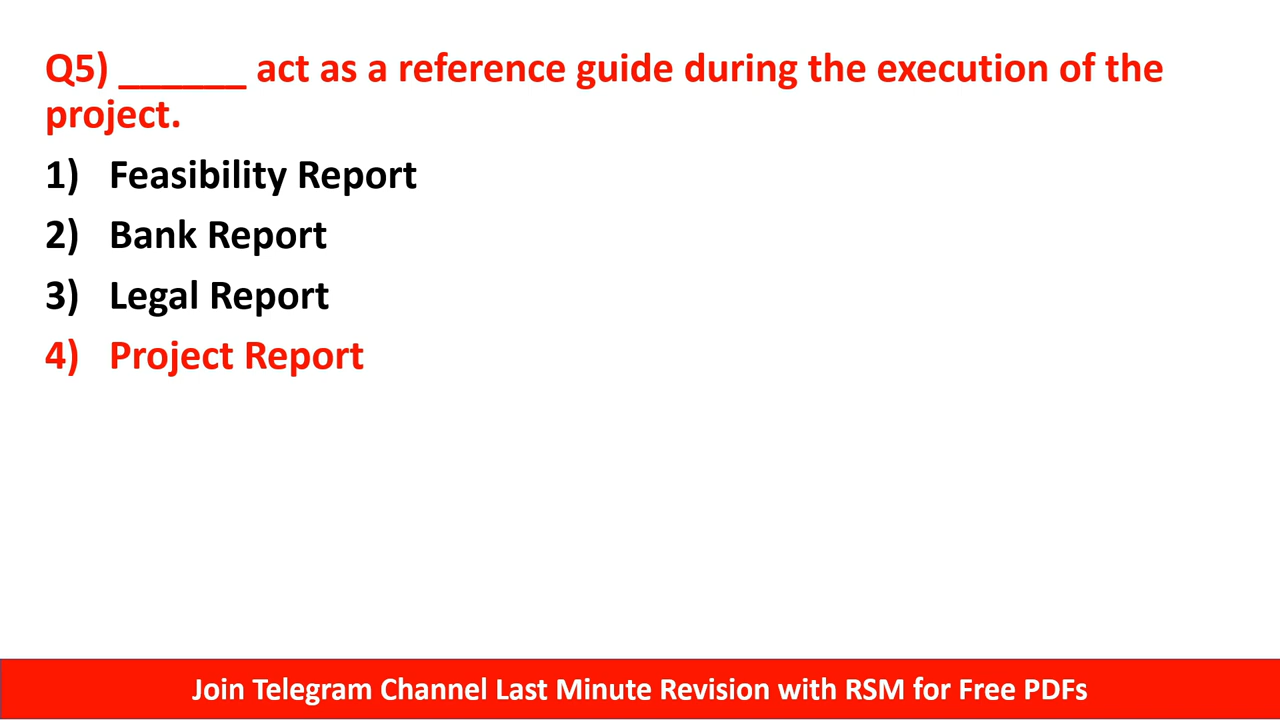 Q5) ______ act as a reference guide during the execution of the
project.
1) Feasibility Report
2) Bank Report
3) Legal Report
4) Project Report
Join Telegram Channel Last Minute Revision with RSM for Free PDFs